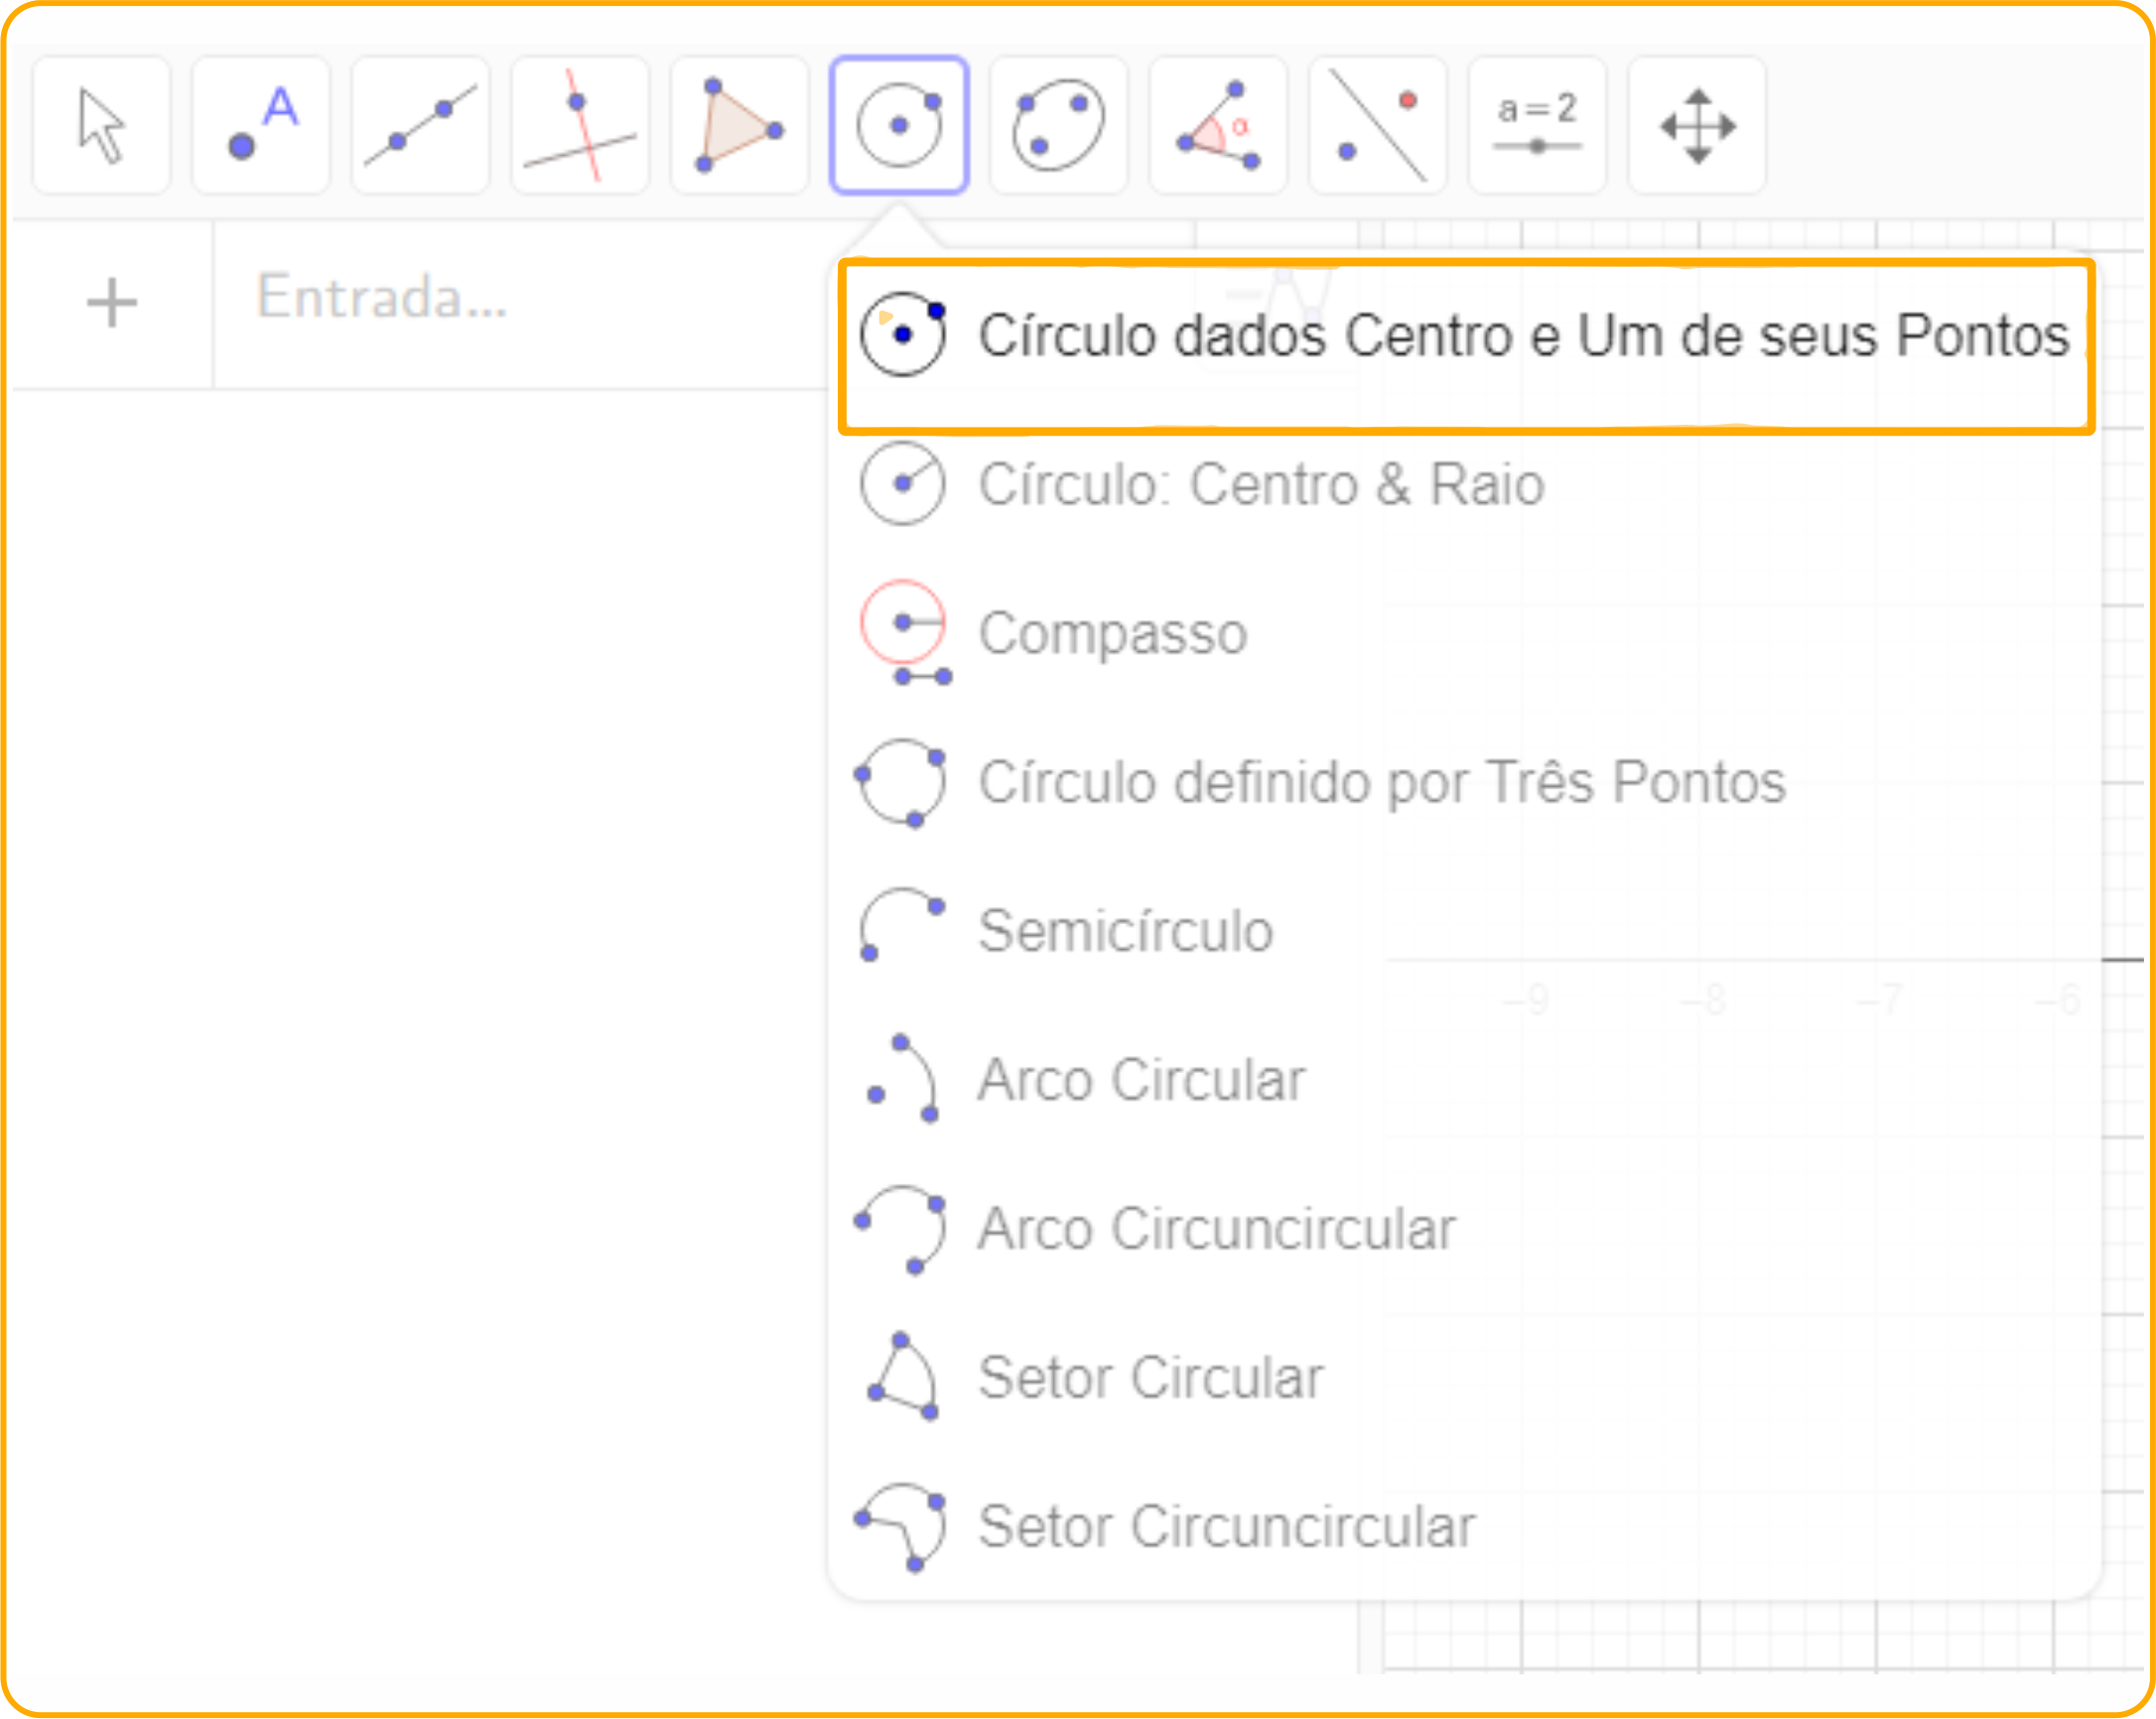 A
α
a = 2
Entrada...
Círculo dados Centro e Um de seus Pontos
Círculo: Centro & Raio
Compasso
Círculo definido por Três Pontos
Semicírculo
−9 −8 −7 −6
Arco Circular
Arco Circuncircular
Setor Circular
Setor Circuncircular